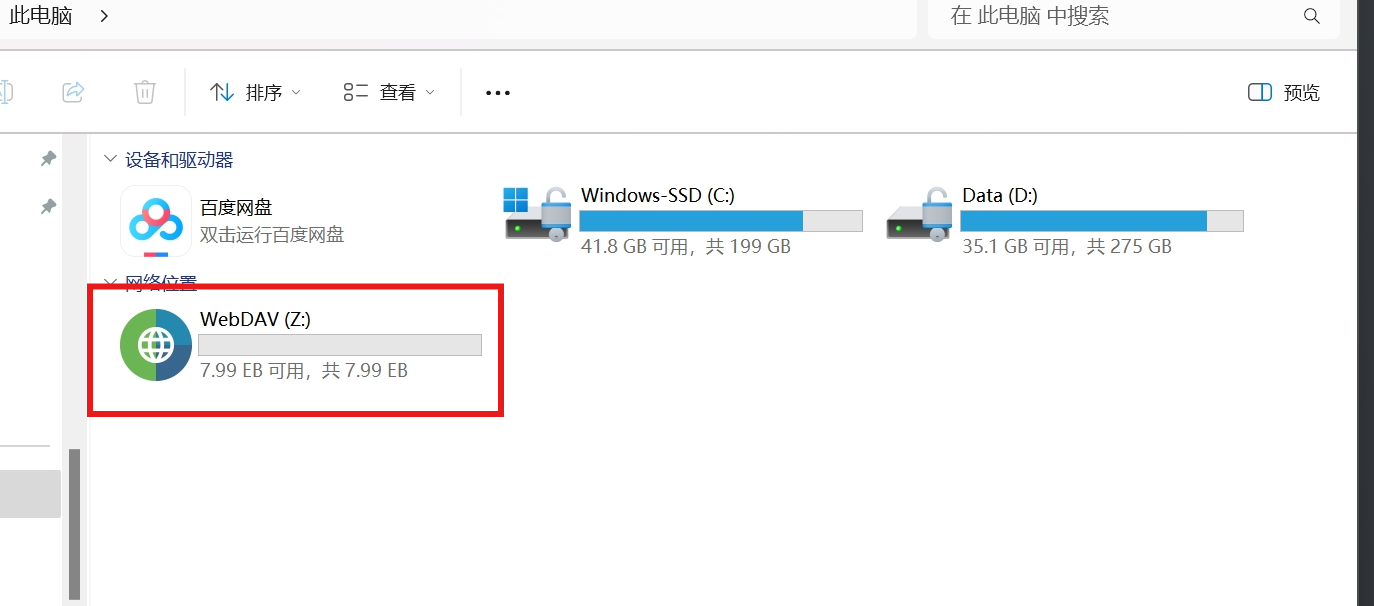 此电脑
在 此电脑 中搜索
排序
查看
预览
设备和驱动器
百度网盘
双击运行百度网盘
Windows-SSD (C:)
41.8 GB 可用，共 199 GB
Data (D:)
35.1 GB 可用，共 275 GB
网络位置
WebDAV (Z:)
7.99 EB 可用，共 7.99 EB